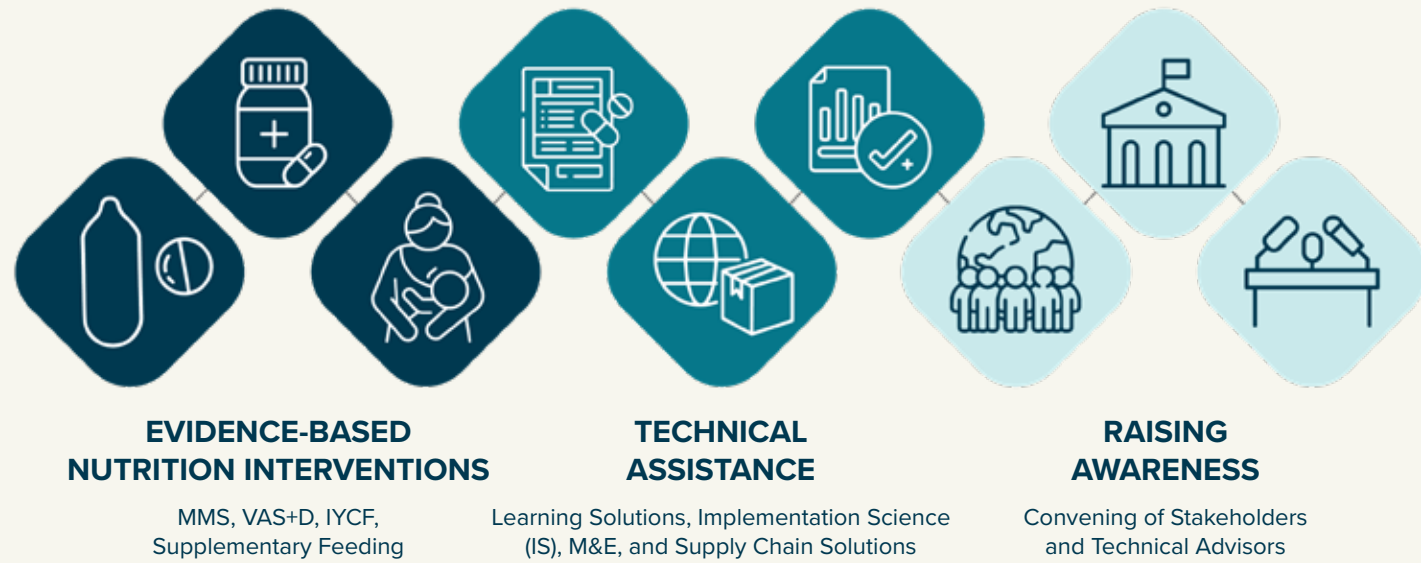 EVIDENCE-BASED
NUTRITION INTERVENTIONS
MMS, VAS+D, IYCF,
Supplementary Feeding
TECHNICAL
ASSISTANCE
Learning Solutions, Implementation Science
(IS), M&E, and Supply Chain Solutions
RAISING
AWARENESS
Convening of Stakeholders
and Technical Advisors